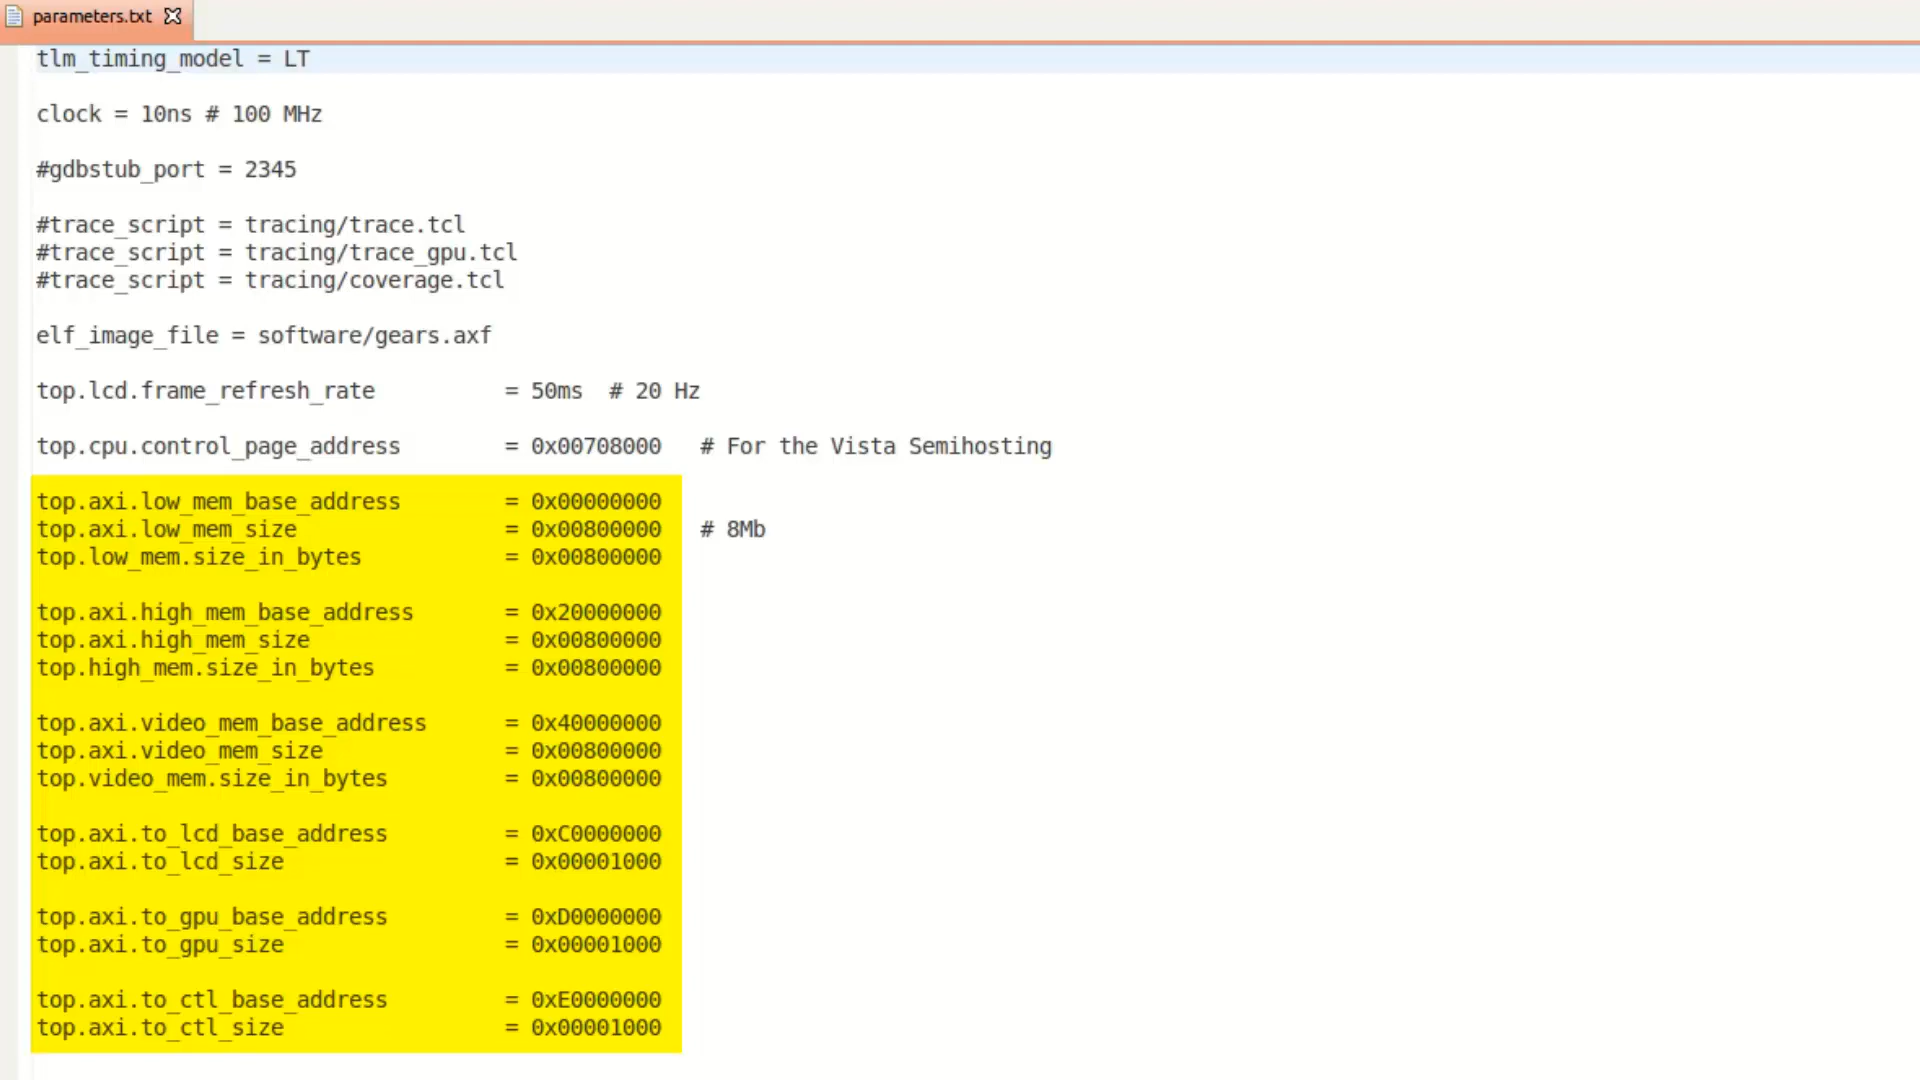 parameters.txt
tlm_timing_model = LT
clock = 10ns # 100 MHz
#gdbstub_port = 2345
#trace_script = tracing/trace.tcl
#trace_script = tracing/trace_gpu.tcl
#trace_script = tracing/coverage.tcl
elf_image_file = software/gears.axf
top.lcd.frame_refresh_rate = 50ms # 20 Hz
top.cpu.control_page_address = 0x00708000 # For the Vista Semihosting
top.axi.low_mem_base_address = 0x00000000
top.axi.low_mem_size = 0x00800000 # 8Mb
top.low_mem.size_in_bytes = 0x00800000
top.axi.high_mem_base_address = 0x20000000
top.axi.high_mem_size = 0x00800000
top.high_mem.size_in_bytes = 0x00800000
top.axi.video_mem_base_address = 0x40000000
top.axi.video_mem_size = 0x00800000
top.video_mem.size_in_bytes = 0x00800000
top.axi.to_lcd_base_address = 0xC0000000
top.axi.to_lcd_size = 0x00001000
top.axi.to_gpu_base_address = 0xD0000000
top.axi.to_gpu_size = 0x00001000
top.axi.to_ctl_base_address = 0xE0000000
top.axi.to_ctl_size = 0x00001000